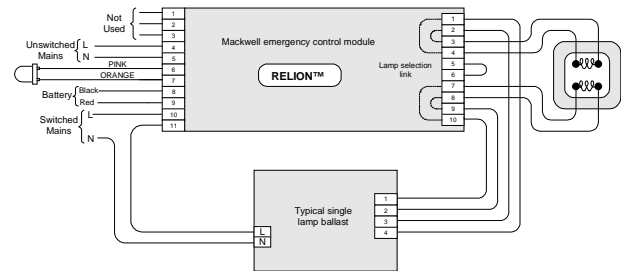 Not
Used
1
2
3
4
5
6
7
8
9
10
11
Unswitched
Mains
L
N
PINK
ORANGE
Battery
Black
Red
Switched
Mains
L
N
Mackwell emergency control module
RELION™
Lamp selection
link
1
2
3
4
5
6
7
8
9
10
Typical single
lamp ballast
L
N
1
2
3
4